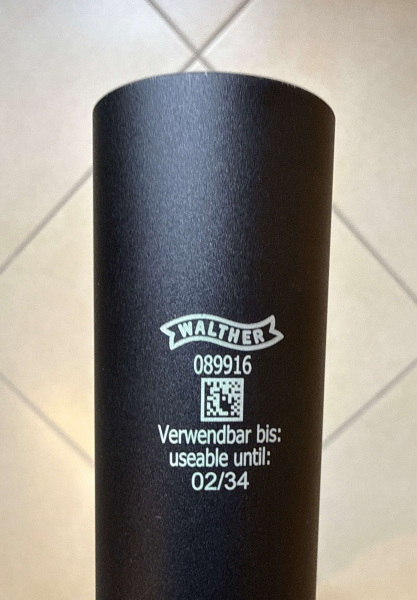 WALTHER
089916
Verwendbar bis:
useable until:
02/34